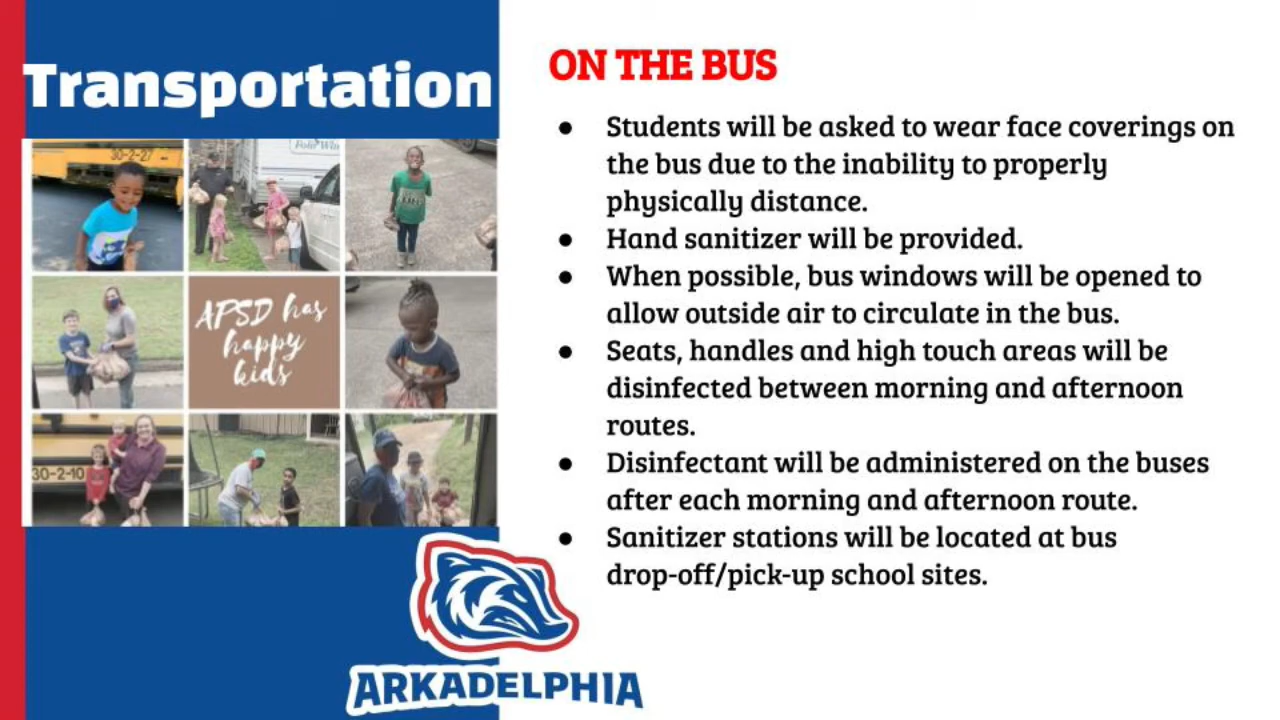 Transportation
30-2-27
APSD has
happy
kids
30-2-10
ARKADELPHIA
ON THE BUS
● Students will be asked to wear face coverings on
the bus due to the inability to properly
physically distance.
● Hand sanitizer will be provided.
● When possible, bus windows will be opened to
allow outside air to circulate in the bus.
● Seats, handles and high touch areas will be
disinfected between morning and afternoon
routes.
● Disinfectant will be administered on the buses
after each morning and afternoon route.
● Sanitizer stations will be located at bus
drop-off/pick-up school sites.